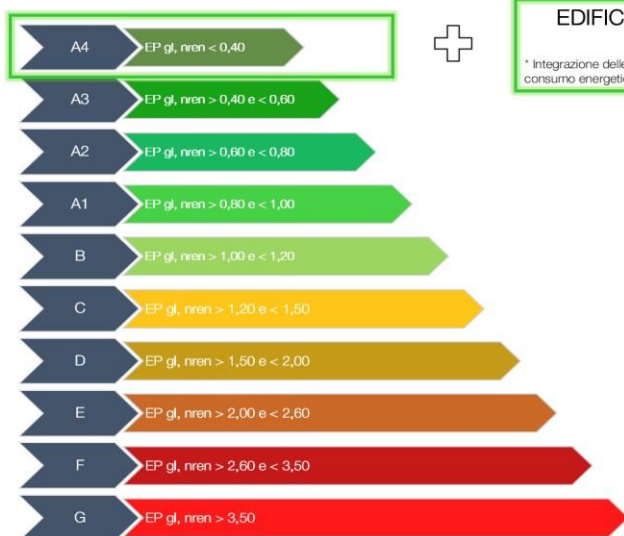 A4 EP gl, nren < 0,40
EDIFIC
* Integrazione delle
consumo energetic
A3 EP gl, nren > 0,40 e < 0,60
A2 EP gl, nren > 0,60 e < 0,80
A1 EP gl, nren > 0,80 e < 1,00
B EP gl, nren > 1,00 e < 1,20
C EP gl, nren > 1,20 e < 1,50
D EP gl, nren > 1,50 e < 2,00
E EP gl, nren > 2,00 e < 2,60
F EP gl, nren > 2,60 e < 3,50
G EP gl, nren > 3,50